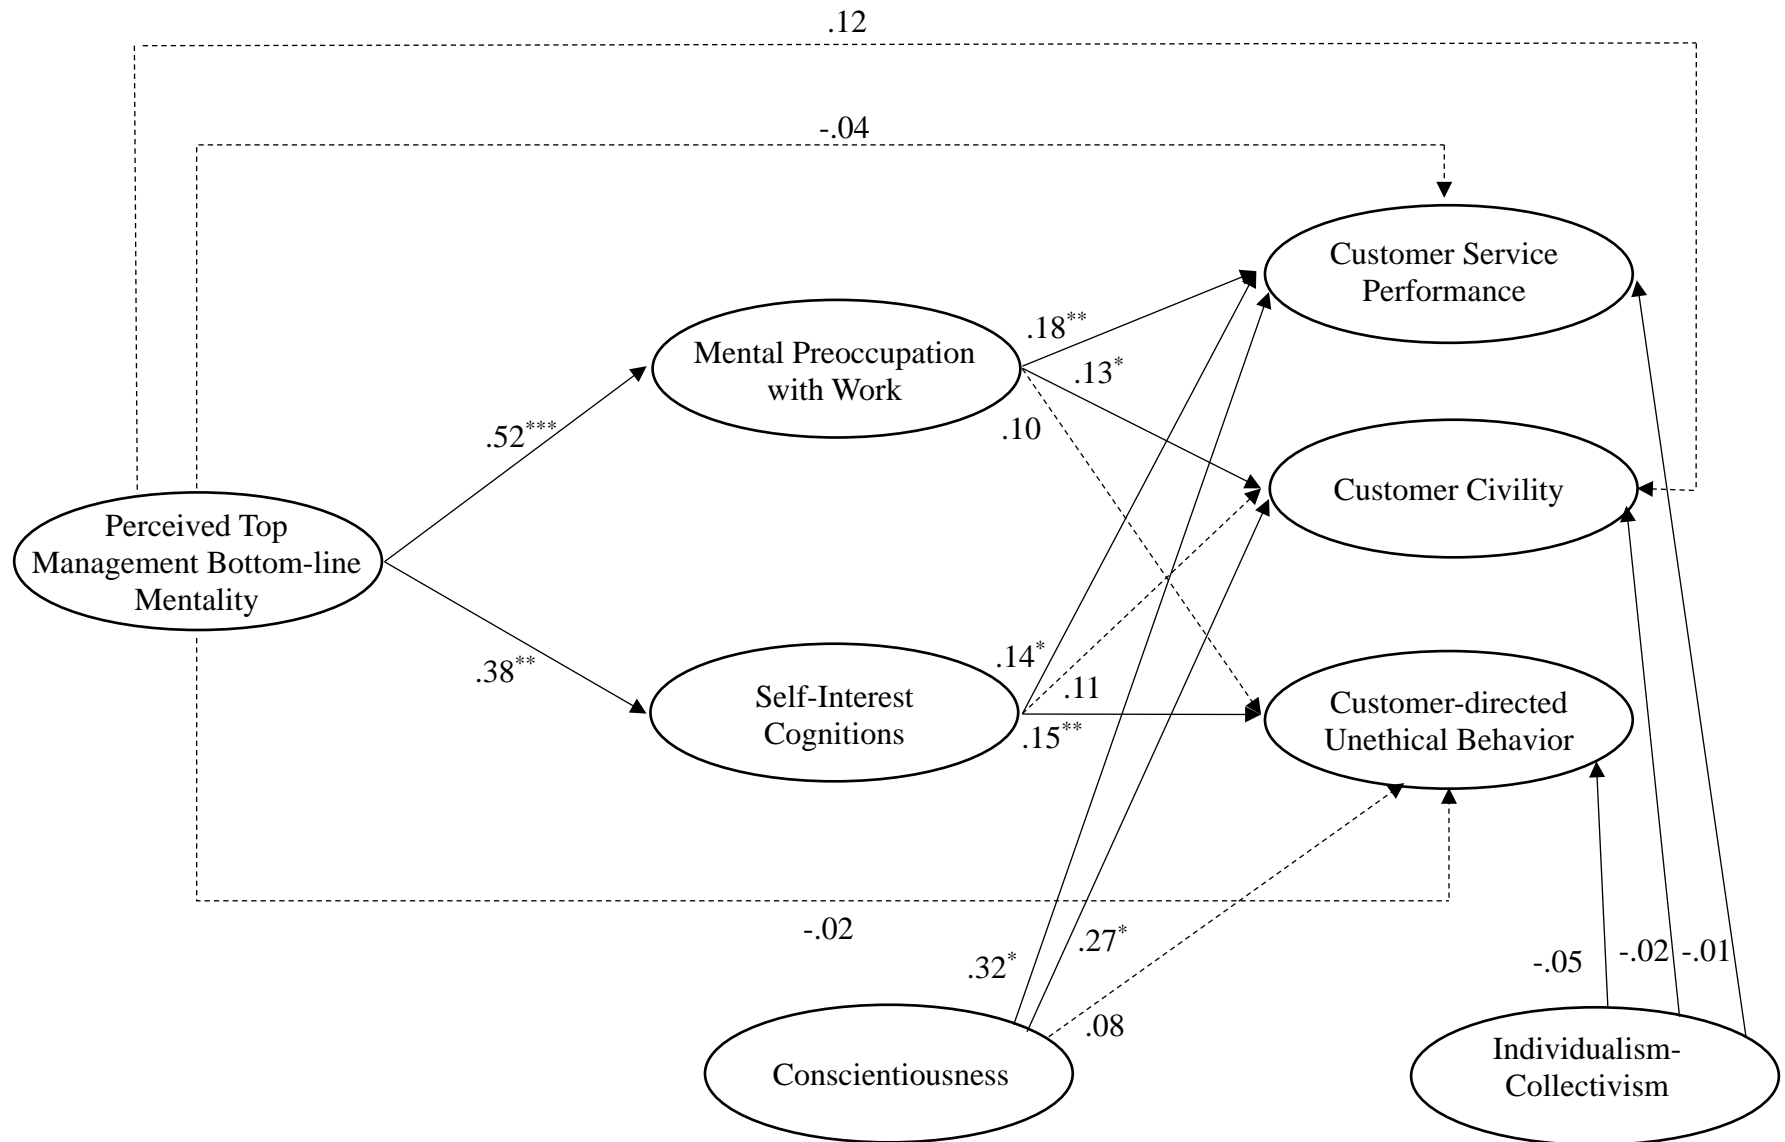 .12
-.04
Customer Service
Performance
.18**
Mental Preoccupation
with Work
.13*
.10
.52***
Customer Civility
Perceived Top
Management Bottom-line
Mentality
.38**
.14*
.11
Self-Interest
Cognitions
.15**
Customer-directed
Unethical Behavior
-.02
.32*
.27*
-.05
-.02
-.01
.08
Conscientiousness
Individualism-
Collectivism